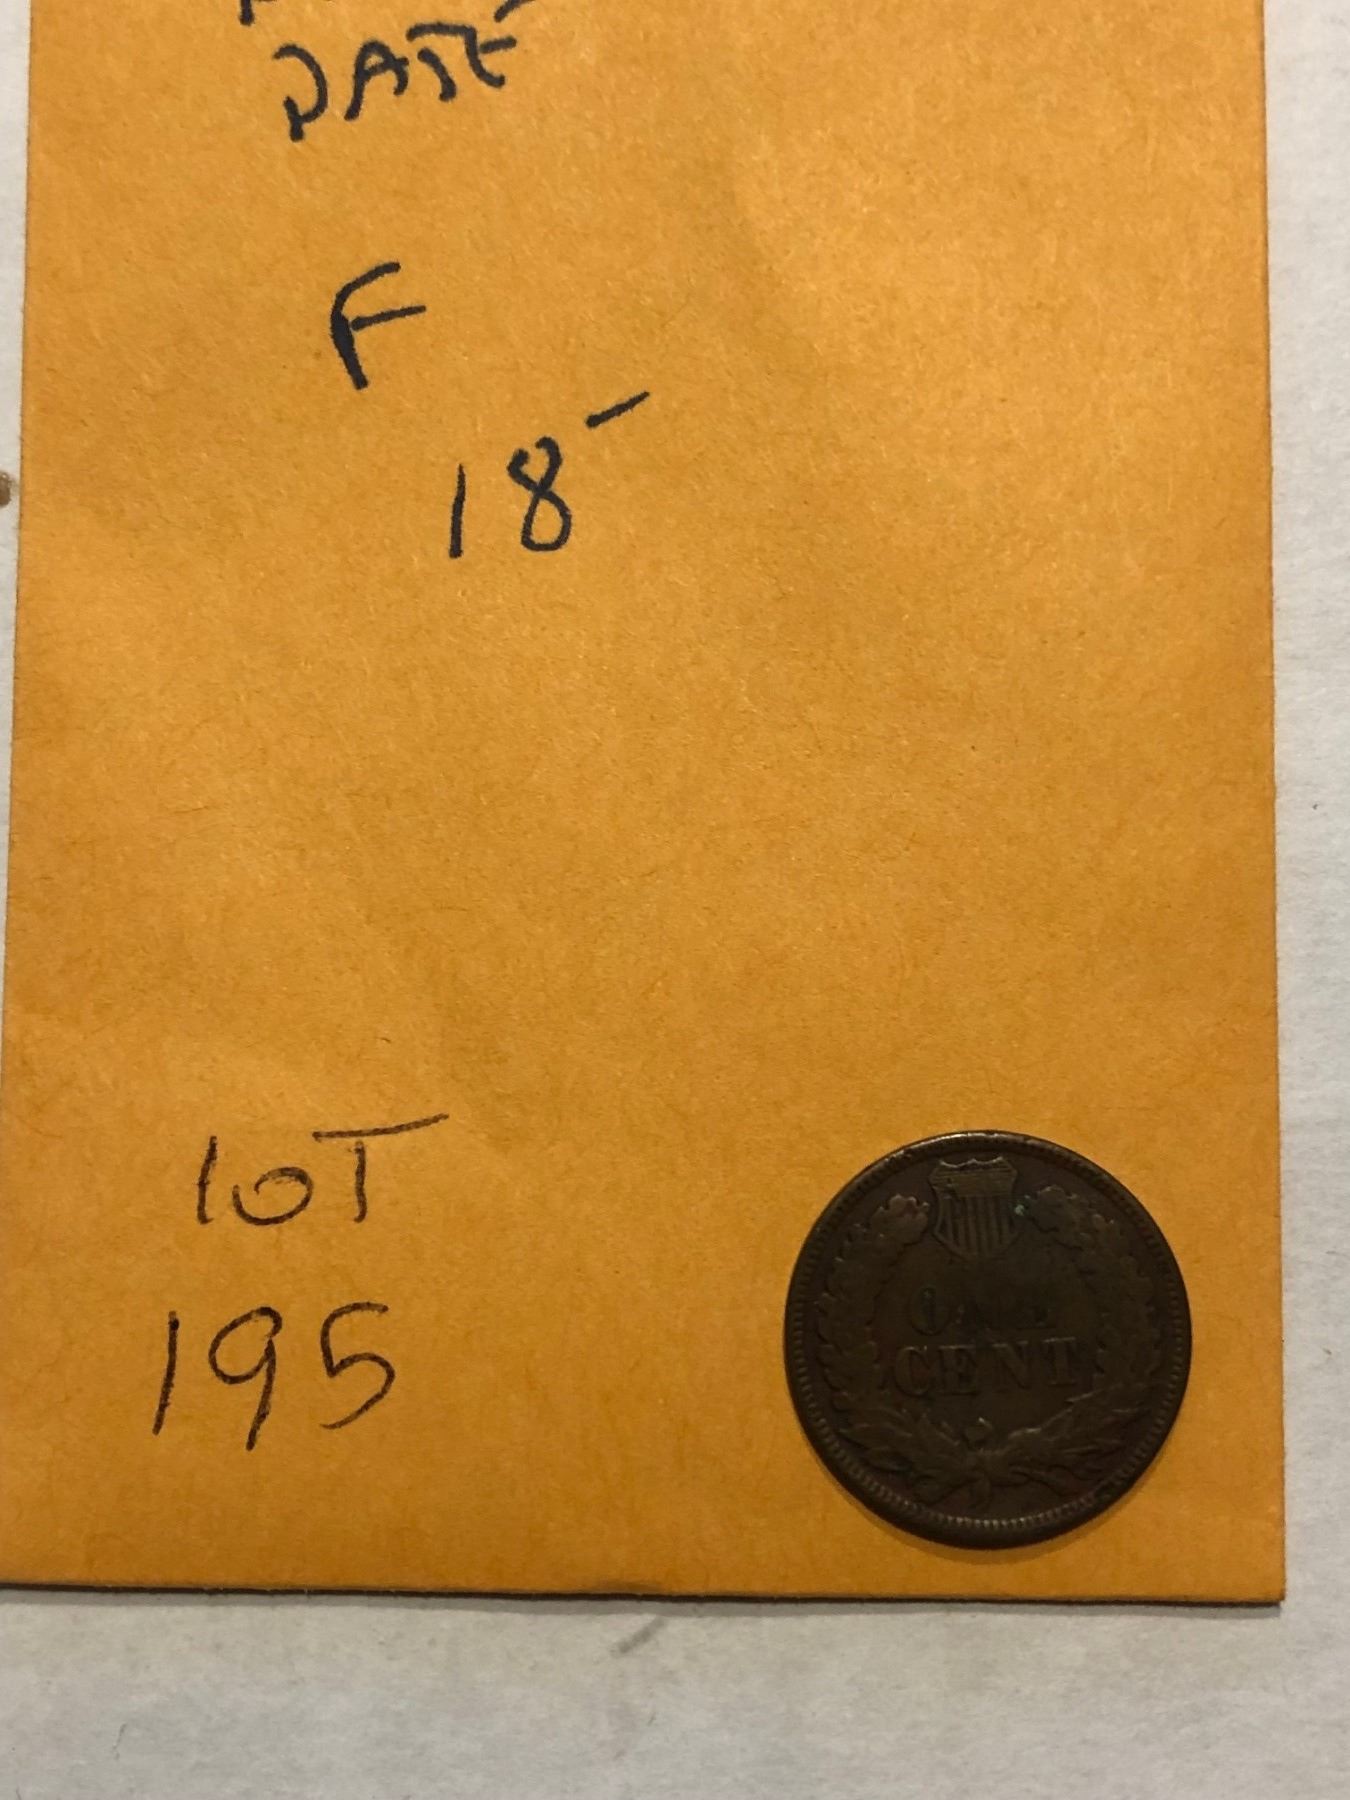 DATE
F
18-
LOT
195
ONE
CENT